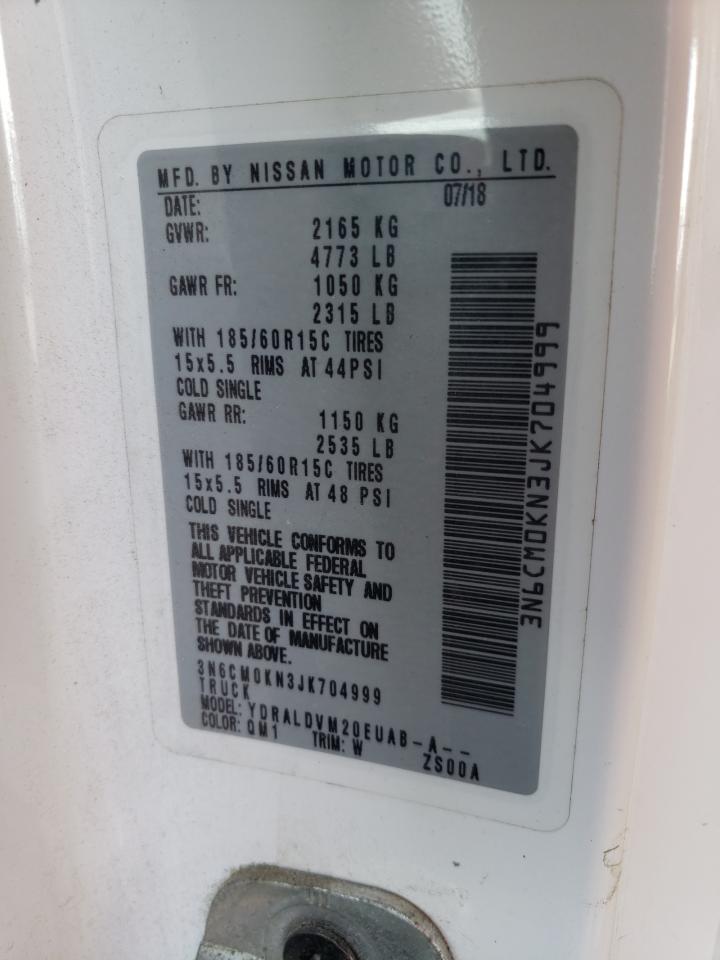 MFD. BY NISSAN MOTOR CO., LTD.
DATE: 07/18
GVWR: 2165 KG
4773 LB
GAWR FR: 1050 KG
2315 LB
WITH 185/60R15C TIRES
15x5.5 RIMS AT 44PSI
COLD SINGLE
GAWR RR: 1150 KG
2535 LB
WITH 185/60R15C TIRES
15x5.5 RIMS AT 48 PSI
COLD SINGLE
THIS VEHICLE CONFORMS TO
ALL APPLICABLE FEDERAL
MOTOR VEHICLE SAFETY AND
THEFT PREVENTION
STANDARDS IN EFFECT ON
THE DATE OF MANUFACTURE
SHOWN ABOVE.
3N6CM0KN3JK704999
TRUCK
MODEL: YDRALDVM20EUAB-A--
COLOR: QM1 TRIM: W ZS00A
3N6CM0KN3JK704999